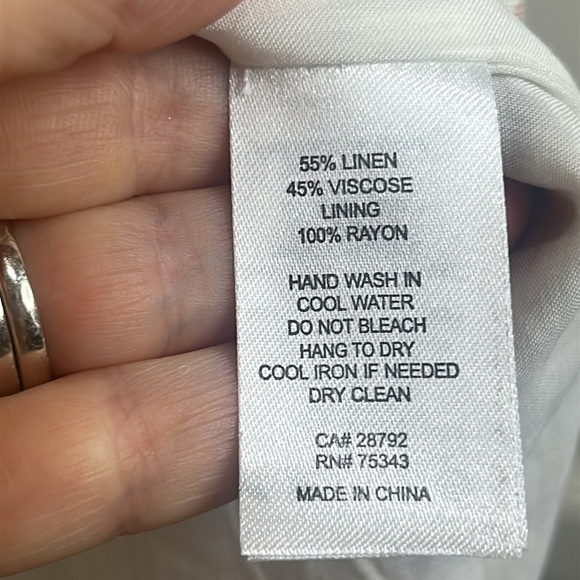 55% LINEN
45% VISCOSE
LINING
100% RAYON
HAND WASH IN
COOL WATER
DO NOT BLEACH
HANG TO DRY
COOL IRON IF NEEDED
DRY CLEAN
CA# 28792
RN# 75343
MADE IN CHINA